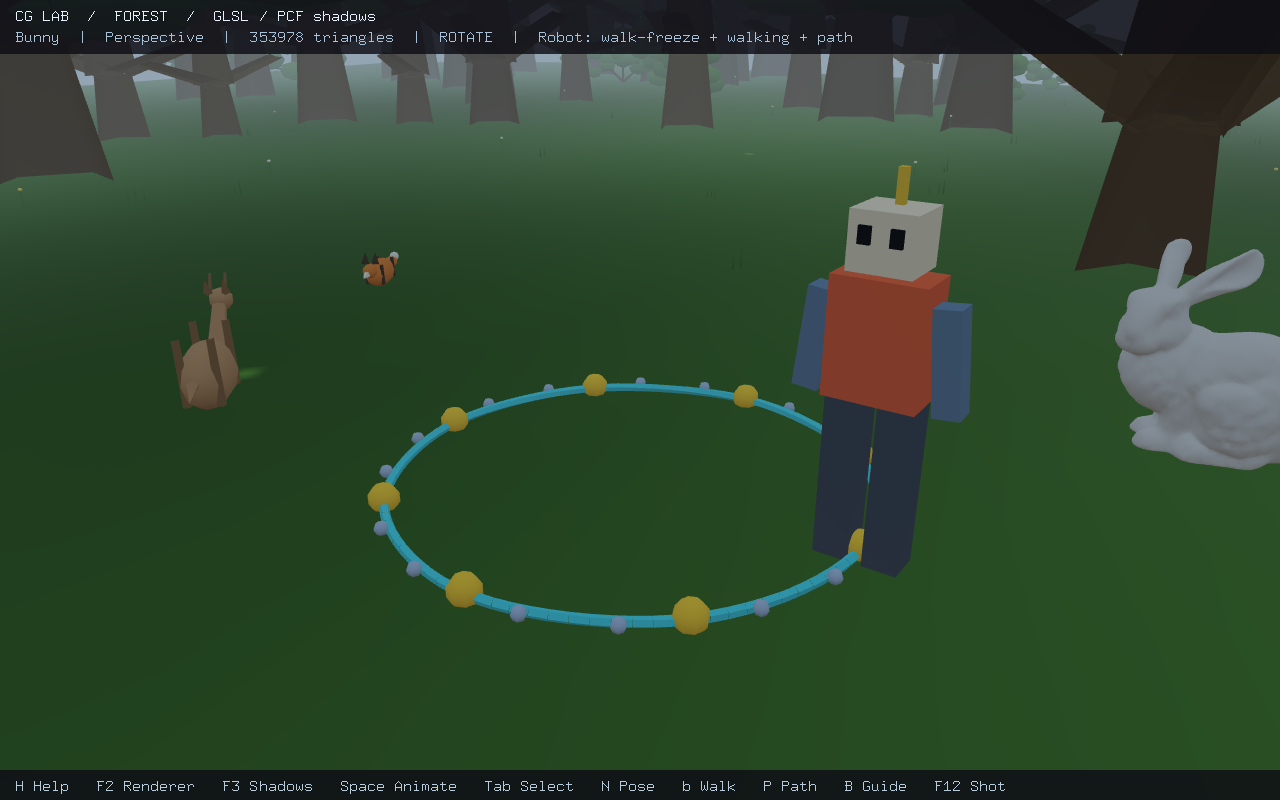 CG LAB  /  FOREST  /  GLSL / PCF shadows
Bunny  |  Perspective  |  353978 triangles  |  ROTATE  |  Robot: walk-freeze + walking + path
H Help  F2 Renderer  F3 Shadows  Space Animate  Tab Select  N Pose  b Walk  P Path  B Guide  F12 Shot